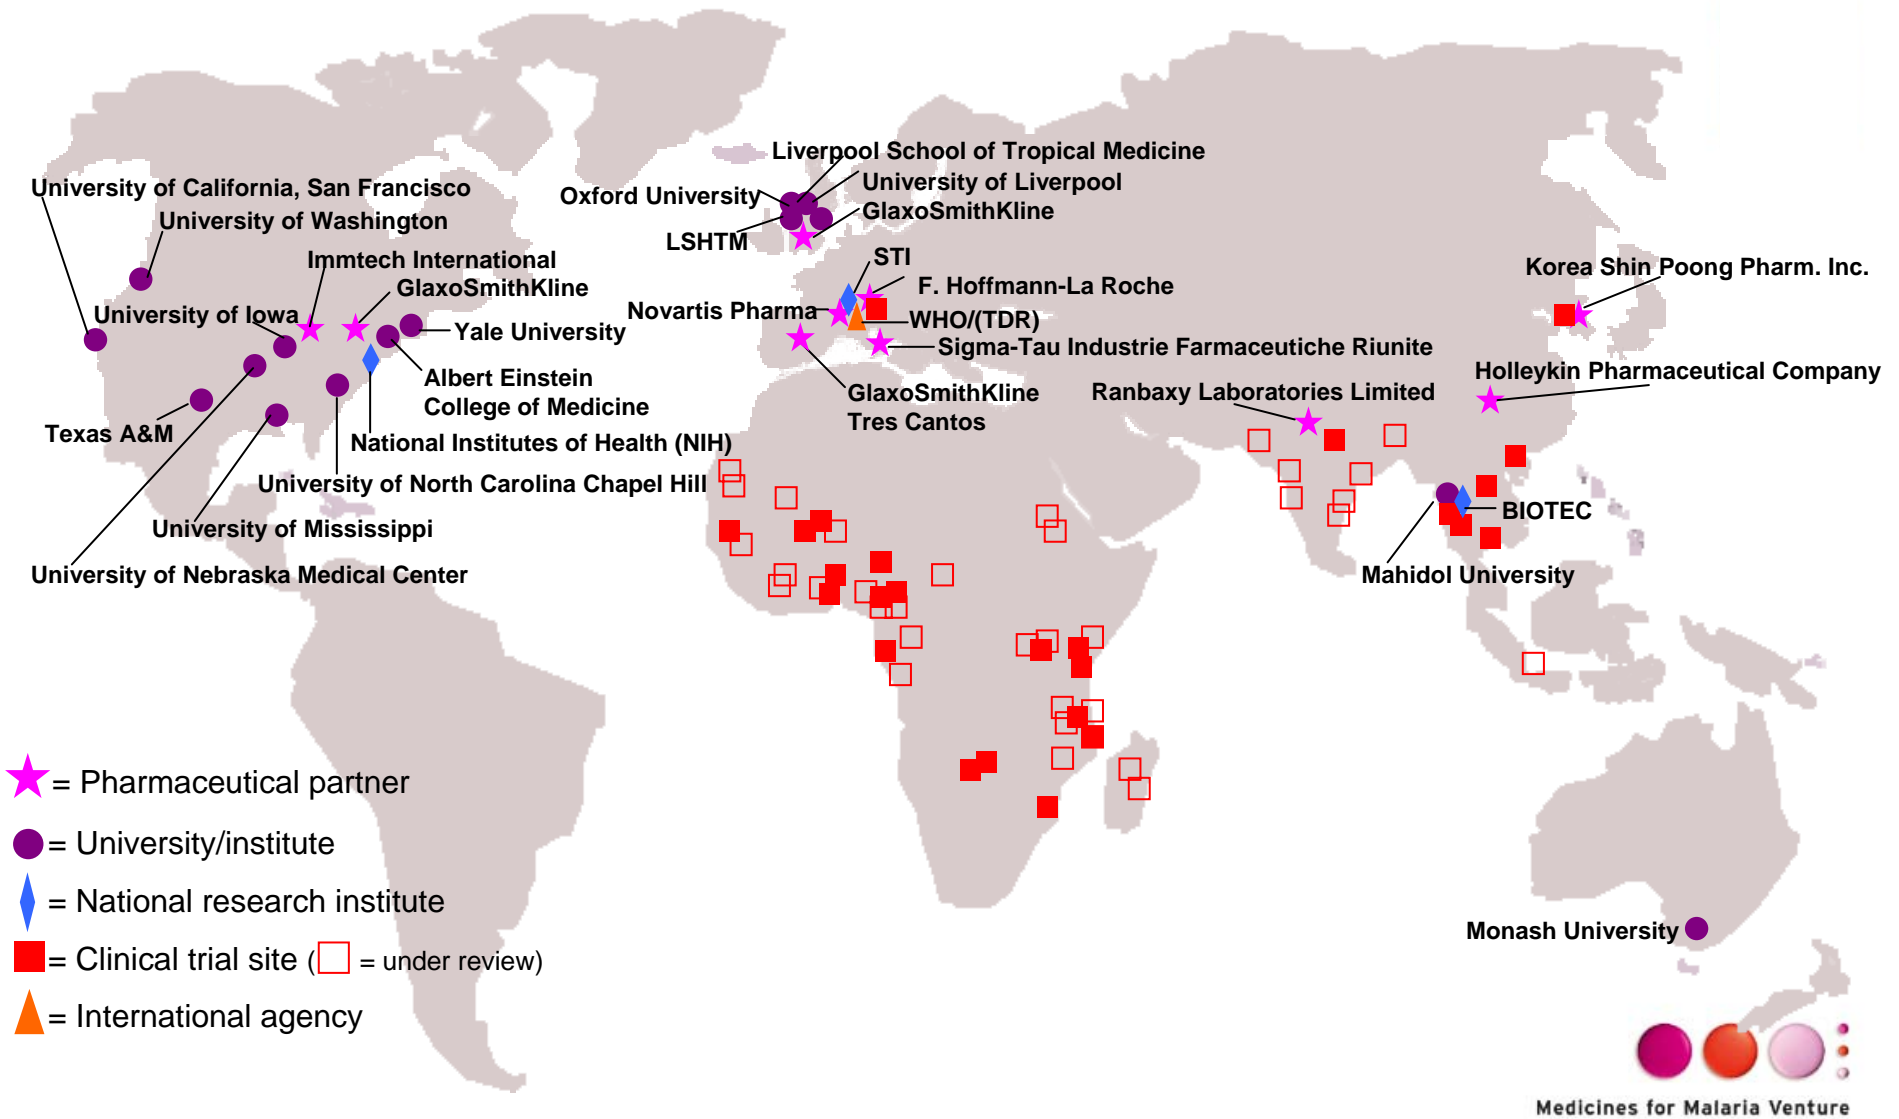 Liverpool School of Tropical Medicine
University of California, San Francisco
Oxford University
University of Liverpool
University of Washington
GlaxoSmithKline
LSHTM
Immtech International
STI
Korea Shin Poong Pharm. Inc.
GlaxoSmithKline
F. Hoffmann-La Roche
University of Iowa
Novartis Pharma
WHO/(TDR)
Yale University
Sigma-Tau Industrie Farmaceutiche Riunite
Holleykin Pharmaceutical Company
Albert Einstein
College of Medicine
GlaxoSmithKline
Tres Cantos
Ranbaxy Laboratories Limited
Texas A&M
National Institutes of Health (NIH)
University of North Carolina Chapel Hill
BIOTEC
University of Mississippi
University of Nebraska Medical Center
Mahidol University
= Pharmaceutical partner
= University/institute
= National research institute
Monash University
= Clinical trial site ( = under review)
= International agency
Medicines for Malaria Venture